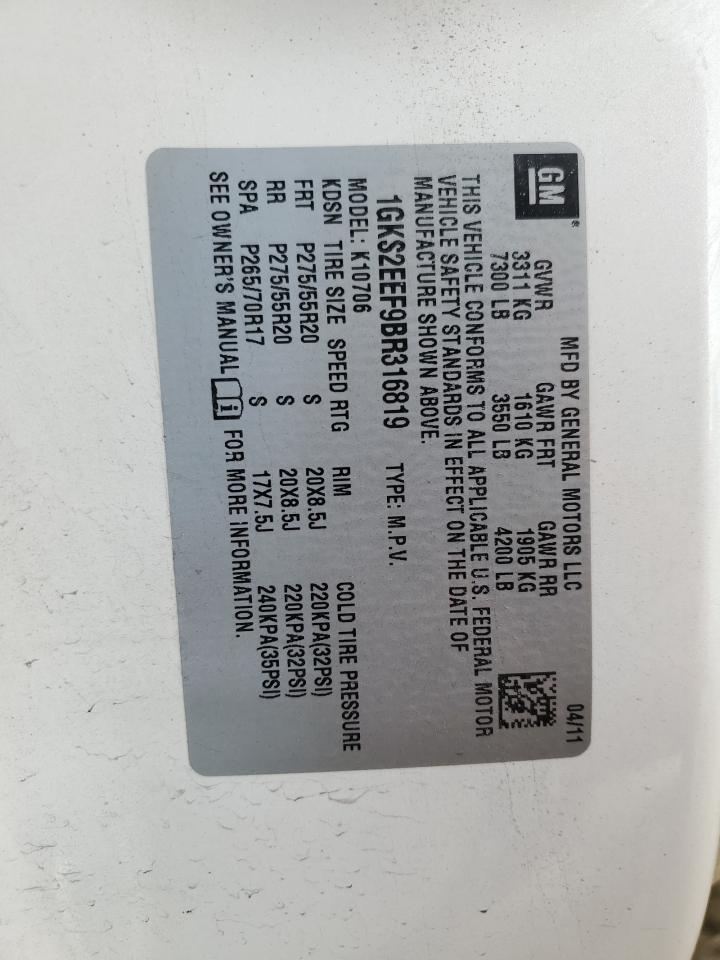 GM®
MFD BY GENERAL MOTORS LLC 04/11
GVWR GAWR FRT GAWR RR
3311 KG 1610 KG 1905 KG
7300 LB 3550 LB 4200 LB
THIS VEHICLE CONFORMS TO ALL APPLICABLE U.S. FEDERAL MOTOR
VEHICLE SAFETY STANDARDS IN EFFECT ON THE DATE OF
MANUFACTURE SHOWN ABOVE.
1GKS2EEF9BR316819 TYPE: M.P.V.
MODEL: K10706
KDSN TIRE SIZE SPEED RTG RIM COLD TIRE PRESSURE
FRT P275/55R20 S 20X8.5J 220KPA(32PSI)
RR P275/55R20 S 20X8.5J 220KPA(32PSI)
SPA P265/70R17 S 17X7.5J 240KPA(35PSI)
SEE OWNER'S MANUAL i FOR MORE INFORMATION.